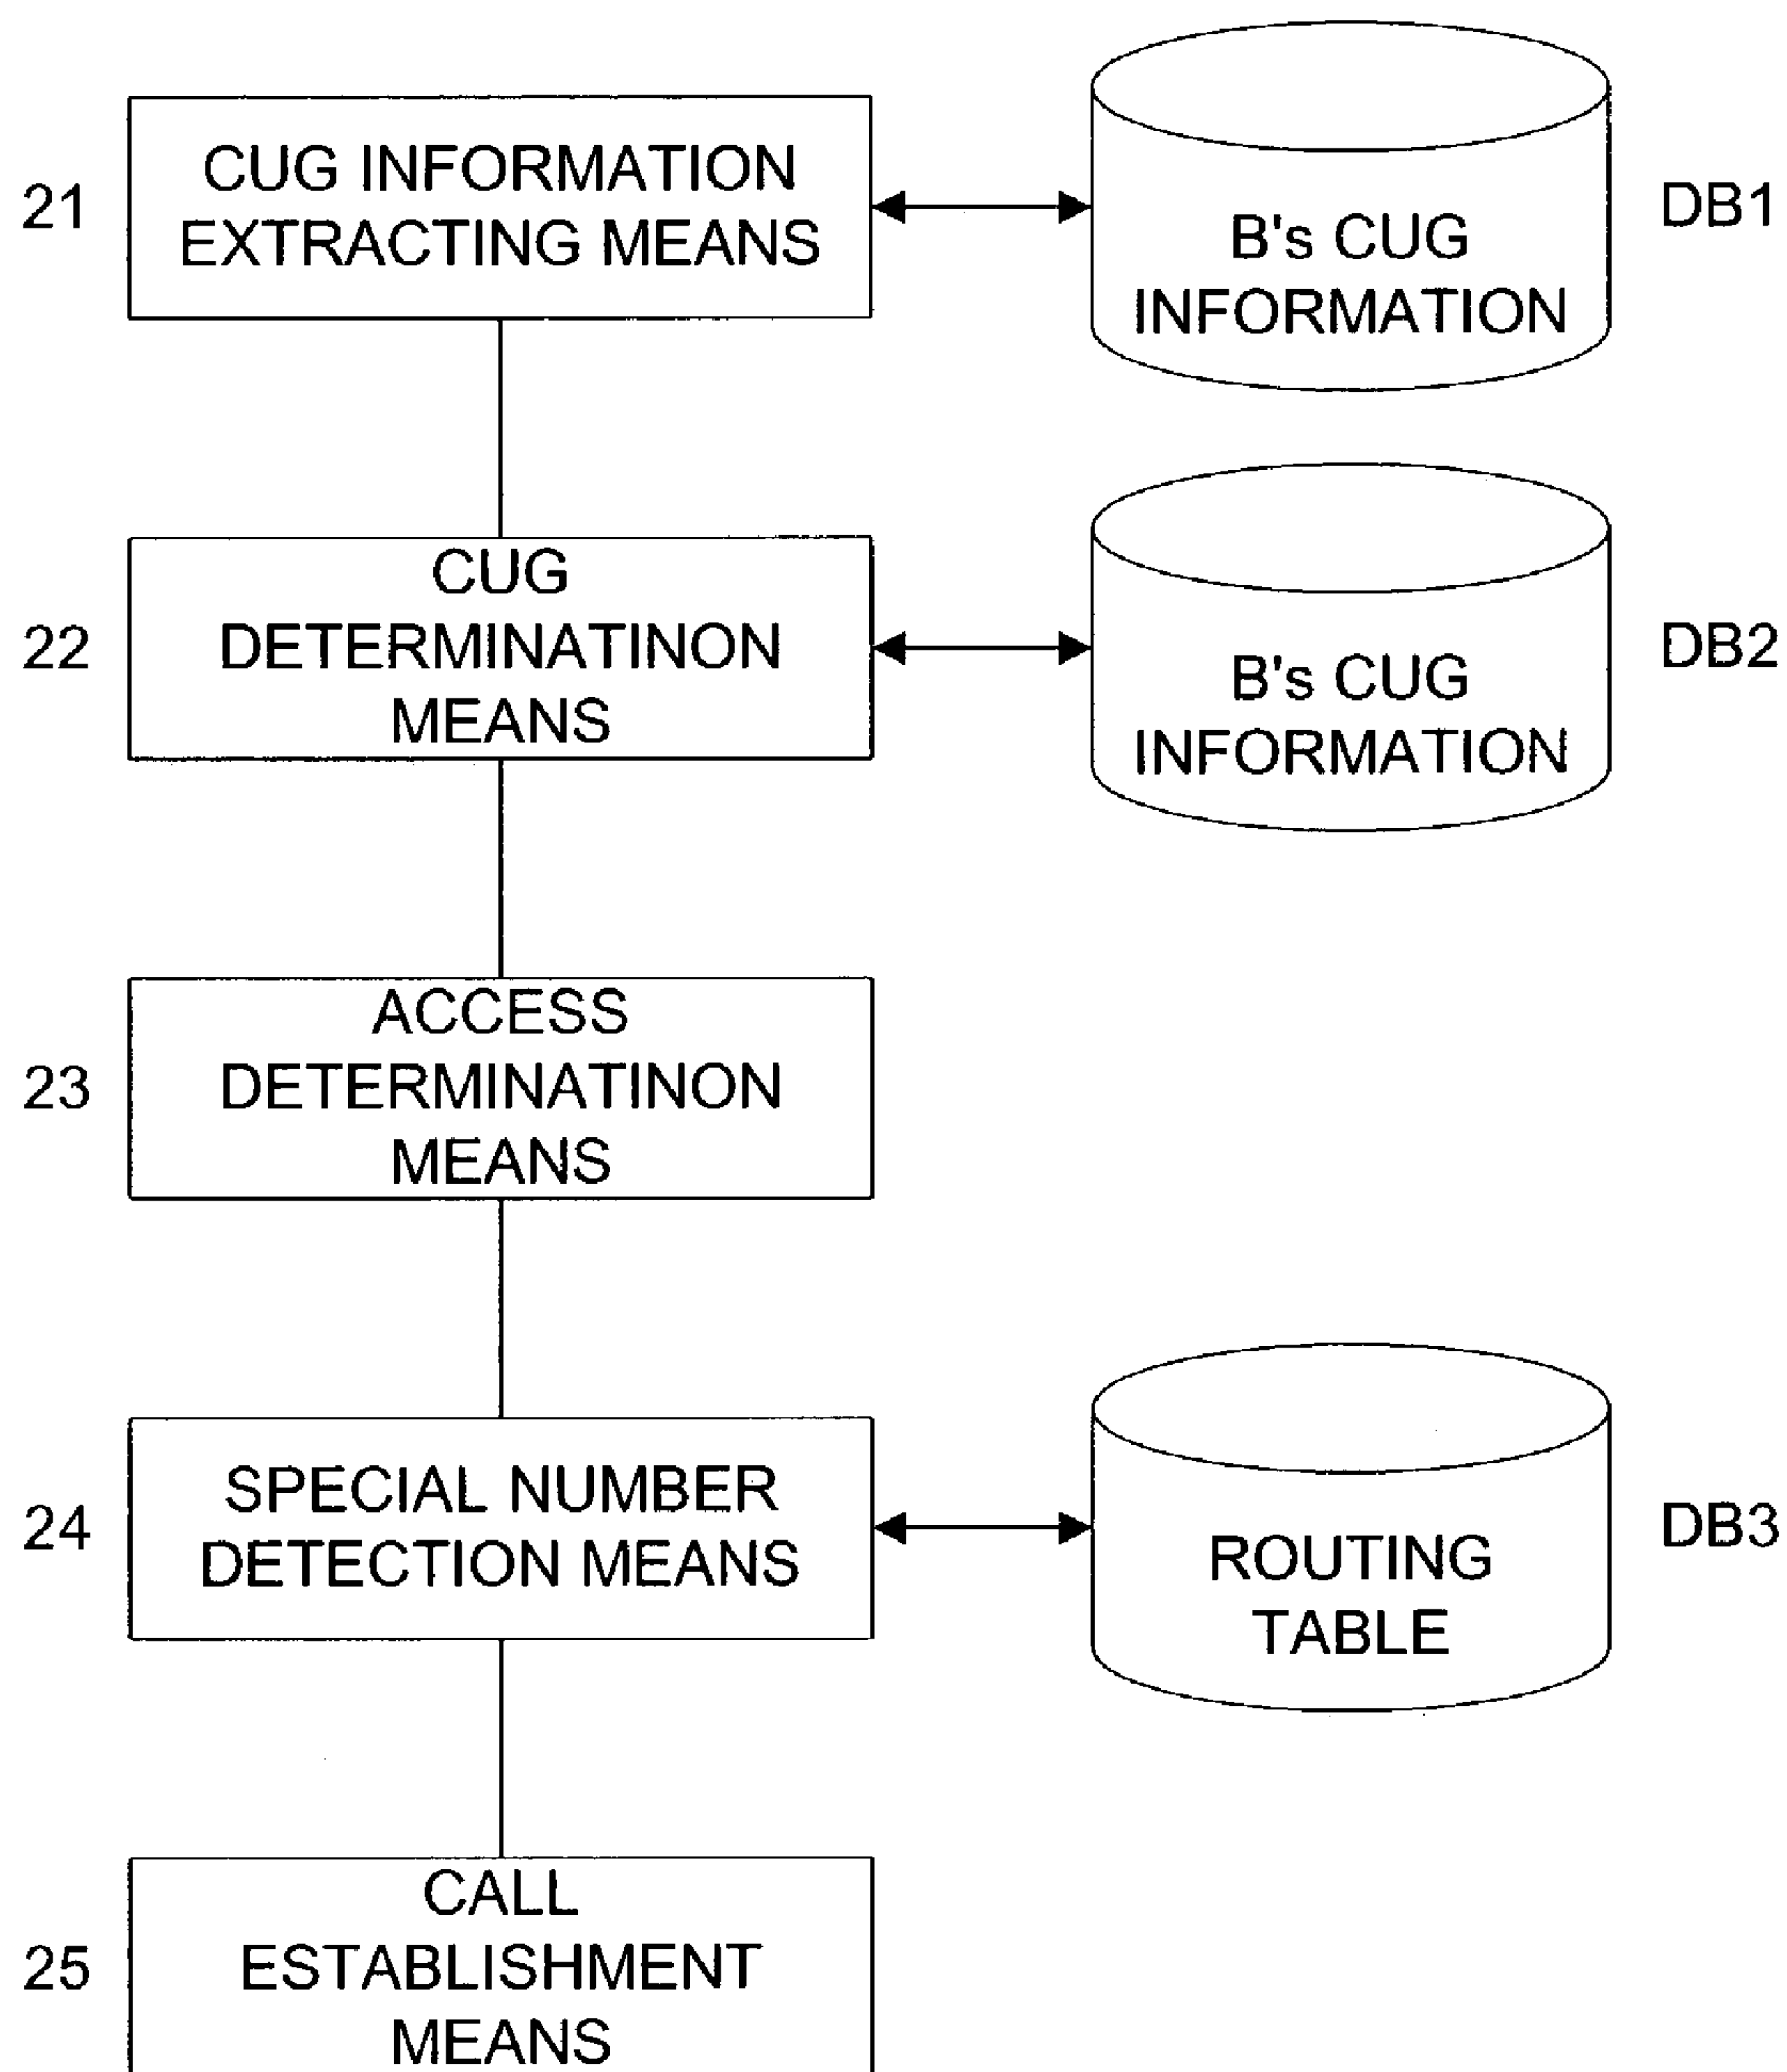 21
CUG INFORMATION
EXTRACTING MEANS
B's CUG
INFORMATION
DB1
22
CUG
DETERMINATINON
MEANS
B's CUG
INFORMATION
DB2
23
ACCESS
DETERMINATINON
MEANS
24
SPECIAL NUMBER
DETECTION MEANS
ROUTING
TABLE
DB3
25
CALL
ESTABLISHMENT
MEANS